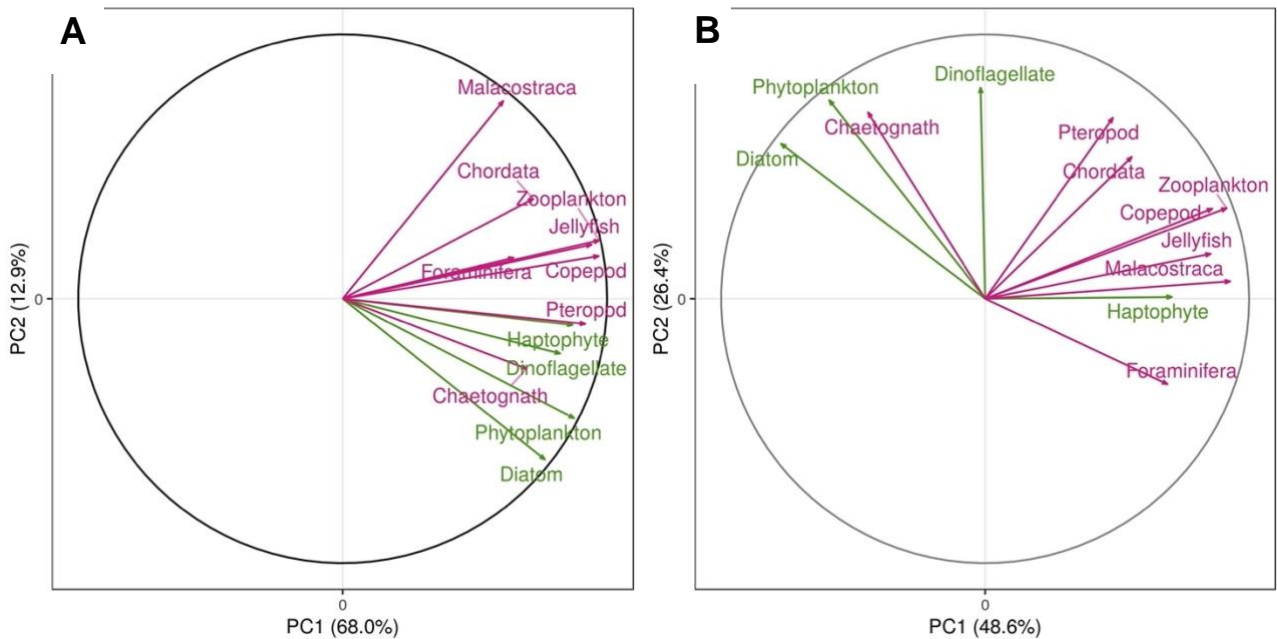 A
Malacostraca
Chordata
Zooplankton
Jellyfish
Foraminifera
Copepod
Pteropod
Haptophyte
Dinoflagellate
Chaetognath
Phytoplankton
Diatom
0
PC2 (12.9%)
0
PC1 (68.0%)
B
Dinoflagellate
Phytoplankton
Chaetognath
Pteropod
Diatom
Chordata
Zooplankton
Copepod
Jellyfish
Malacostraca
Haptophyte
Foraminifera
0
PC2 (26.4%)
0
PC1 (48.6%)